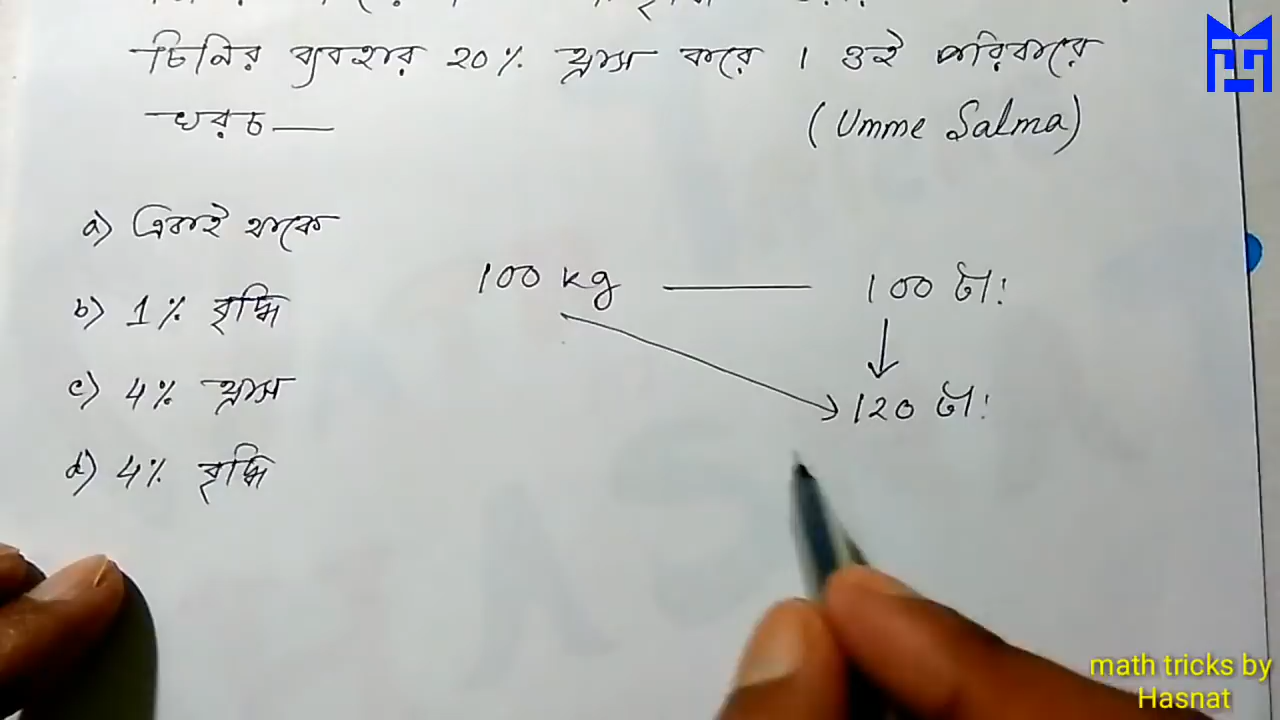 চিনির ব্যবহার ২০% হ্রাস করে । ওই পরিবারে
খরচ —
(Umme Salma)
a) একই থাকে
b) 1% বৃদ্ধি
c) 4% হ্রাস
d) 4% বৃদ্ধি
100 kg — 100 টা:
120 টা:
math tricks by
Hasnat